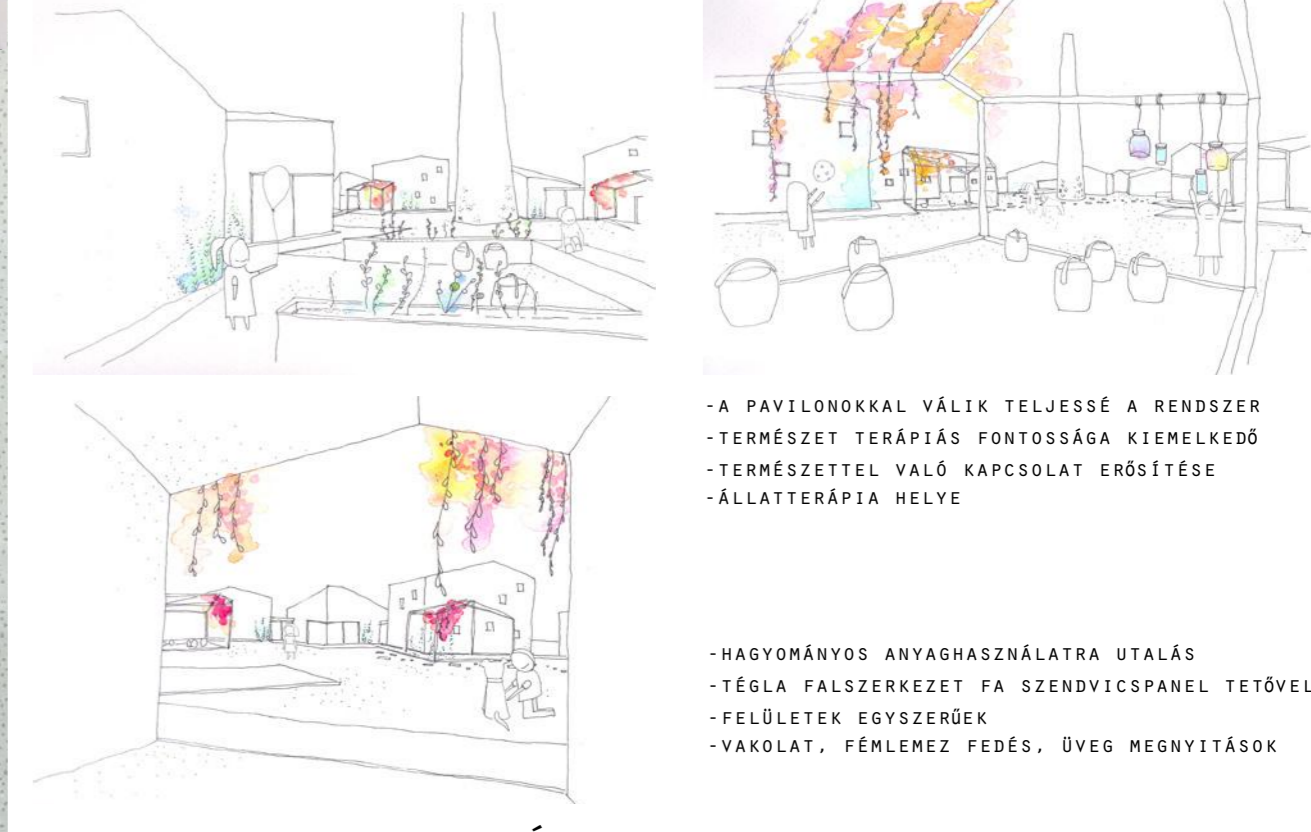 -A PAVILONOKKAL VÁLIK TELJESSÉ A RENDSZER
-TERMÉSZET TERÁPIÁS FONTOSSÁGA KIEMELKEDŐ
-TERMÉSZETTEL VALÓ KAPCSOLAT ERŐSÍTÉSE
-ÁLLATTERÁPIA HELYE
-HAGYOMÁNYOS ANYAGHASZNÁLATRA UTALÁS
-TÉGLA FALSZERKEZET FA SZENDVICSPANEL TETŐVEL
-FELÜLETEK EGYSZERŰEK
-VAKOLAT, FÉMLEMEZ FEDÉS, ÜVEG MEGNYITÁSOK